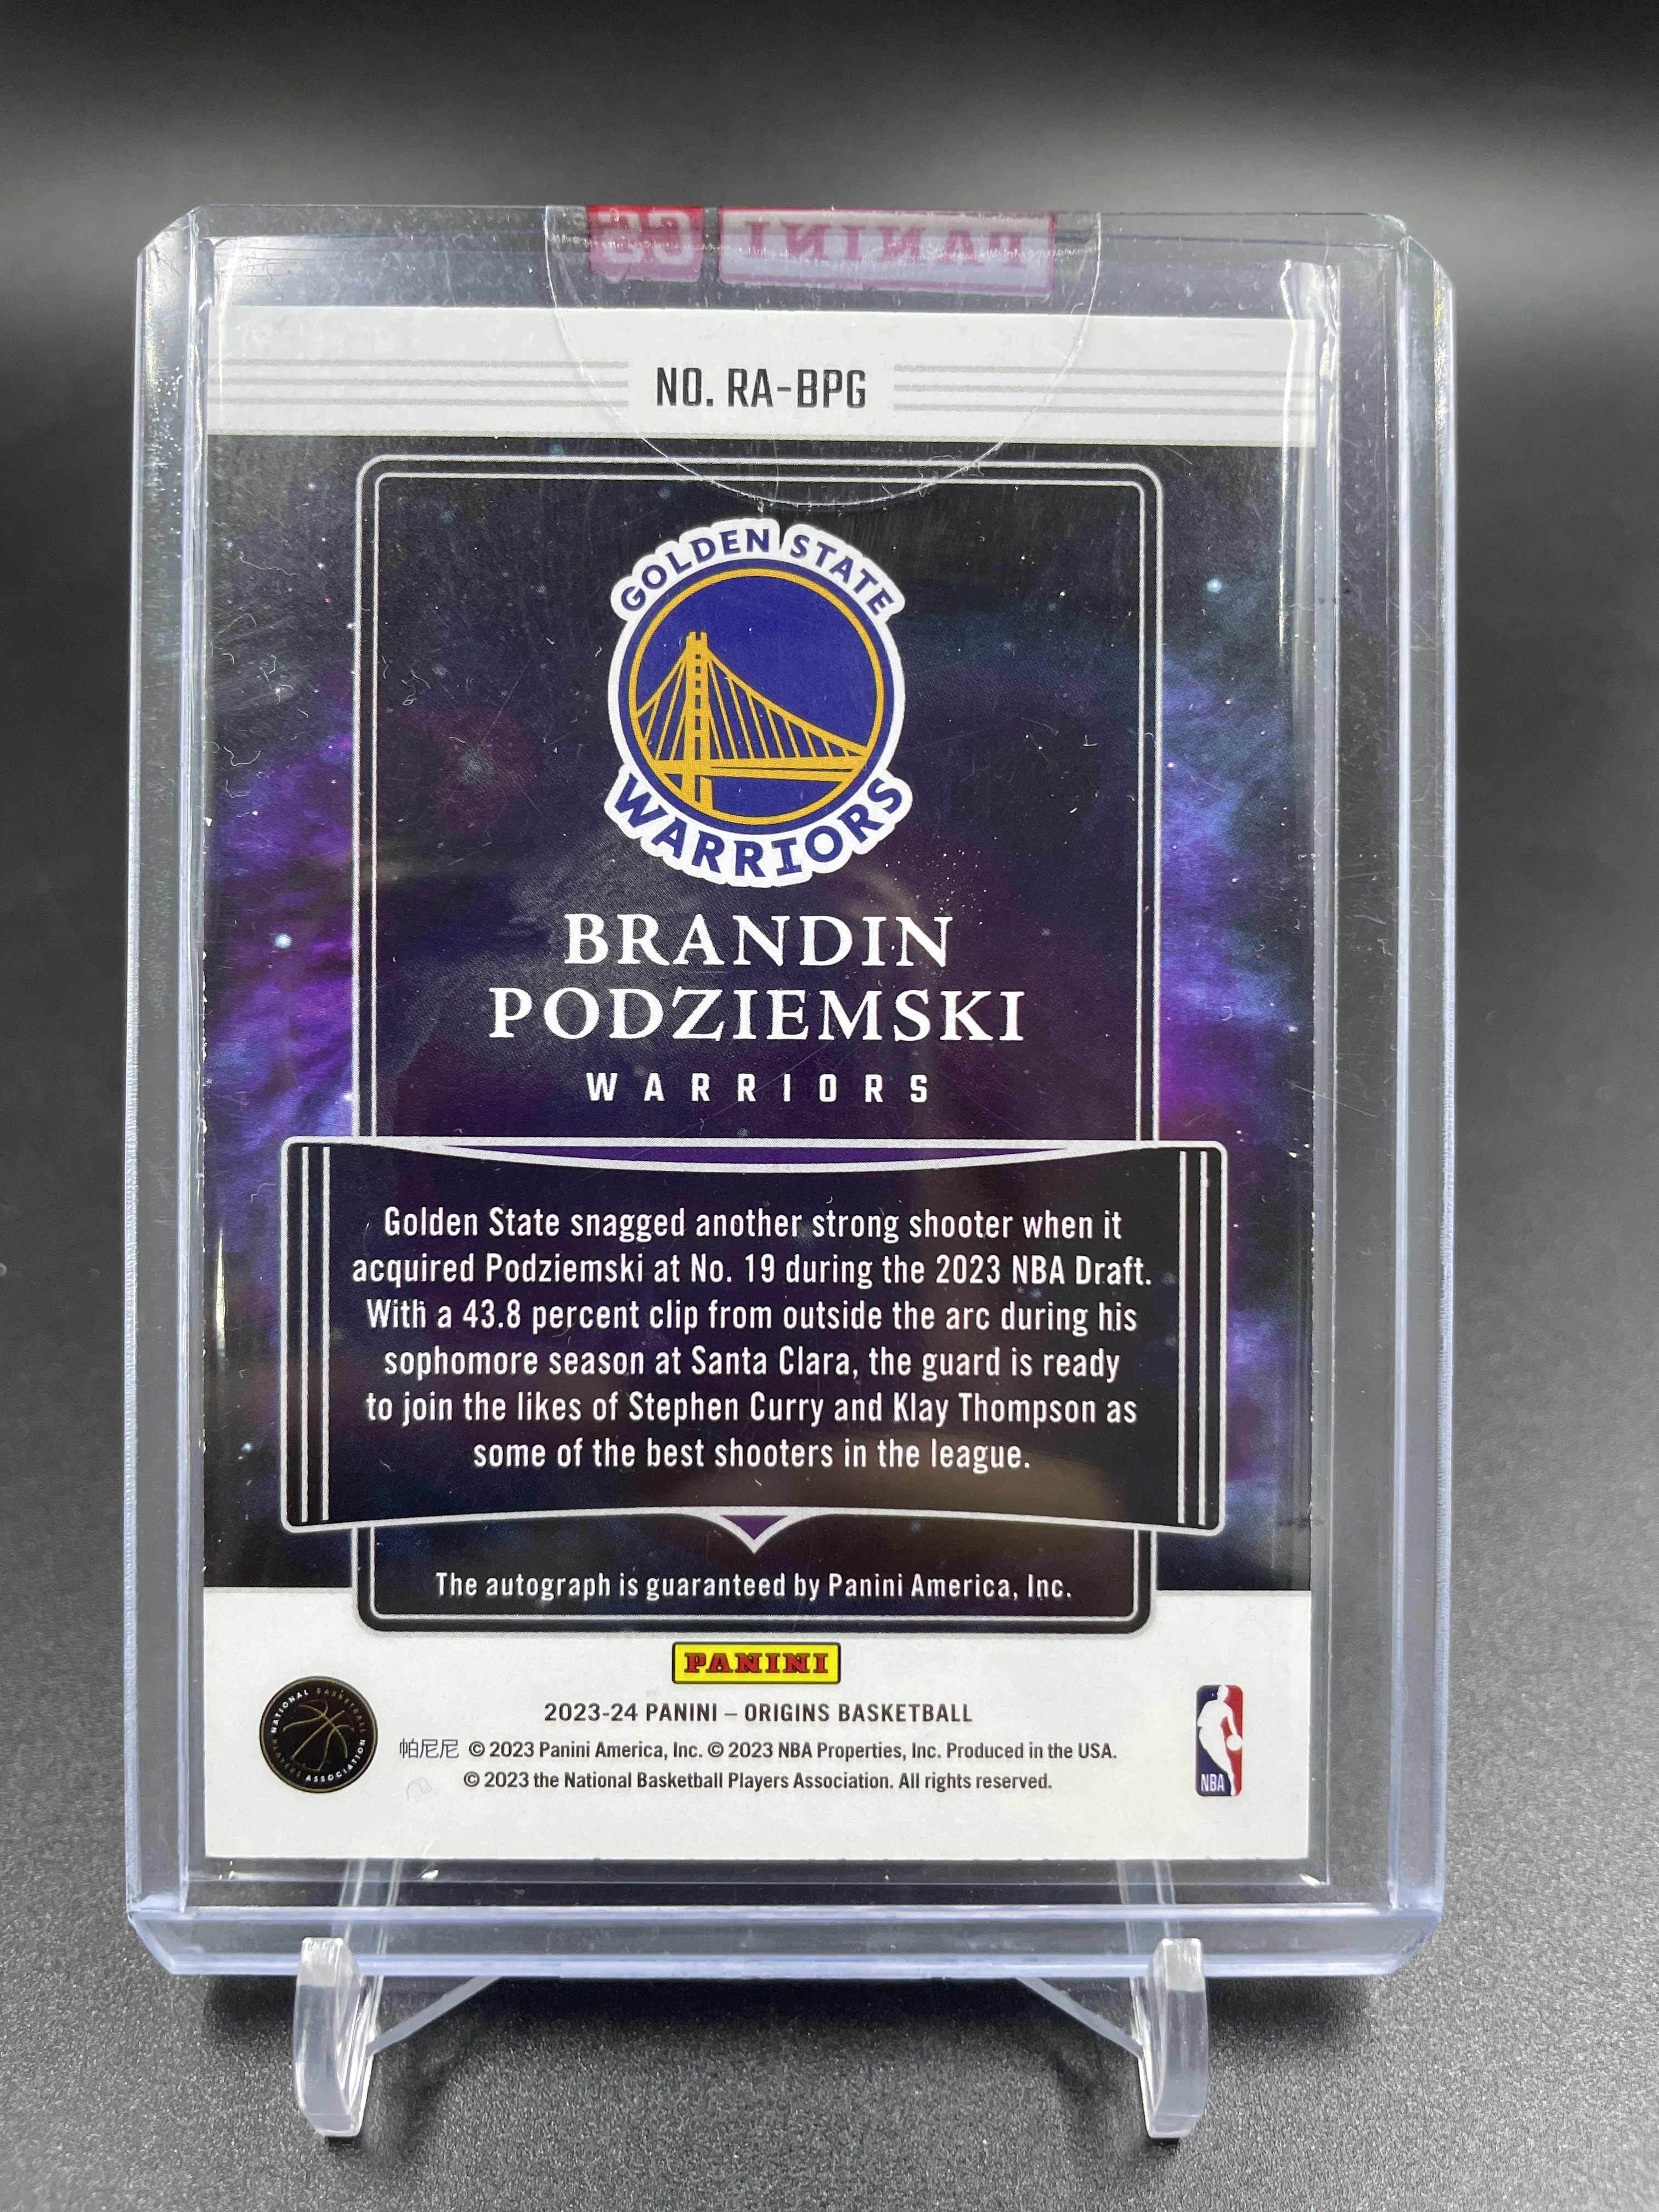 PANINI
NO. RA-BPG
GOLDEN STATE
WARRIORS
BRANDIN
PODZIEMSKI
WARRIORS
Golden State snagged another strong shooter when it
acquired Podziemski at No. 19 during the 2023 NBA Draft.
With a 43.8 percent clip from outside the arc during his
sophomore season at Santa Clara, the guard is ready
to join the likes of Stephen Curry and Klay Thompson as
some of the best shooters in the league.
The autograph is guaranteed by Panini America, Inc.
PANINI
2023-24 PANINI – ORIGINS BASKETBALL
帕尼尼 © 2023 Panini America, Inc. © 2023 NBA Properties, Inc. Produced in the USA.
© 2023 the National Basketball Players Association. All rights reserved.
NATIONAL BASKETBALL PLAYERS ASSOCIATION
NBA